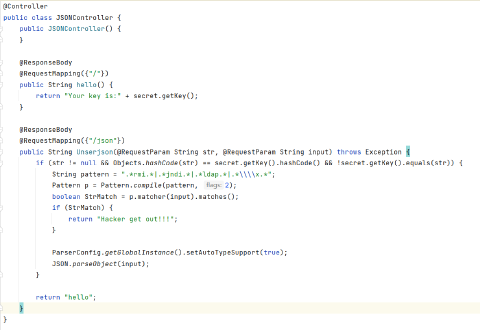 @Controller
public class JSONController {
    public JSONController() {
    }

    @ResponseBody
    @RequestMapping({"/"})
    public String hello() {
        return "Your key is:" + secret.getKey();
    }

    @ResponseBody
    @RequestMapping({"/json"})
    public String Unserjson(@RequestParam String str, @RequestParam String input) throws Exception {
        if (str != null && Objects.hashCode(str) == secret.getKey().hashCode() && !secret.getKey().equals(str)) {
            String pattern = ".*rmi.*|.*jndi.*|.*ldap.*|.*\\\\x.*";
            Pattern p = Pattern.compile(pattern, flags: 2);
            boolean StrMatch = p.matcher(input).matches();
            if (StrMatch) {
                return "Hacker get out!!!";
            }

            ParserConfig.getGlobalInstance().setAutoTypeSupport(true);
            JSON.parseObject(input);
        }

        return "hello";
    }
}